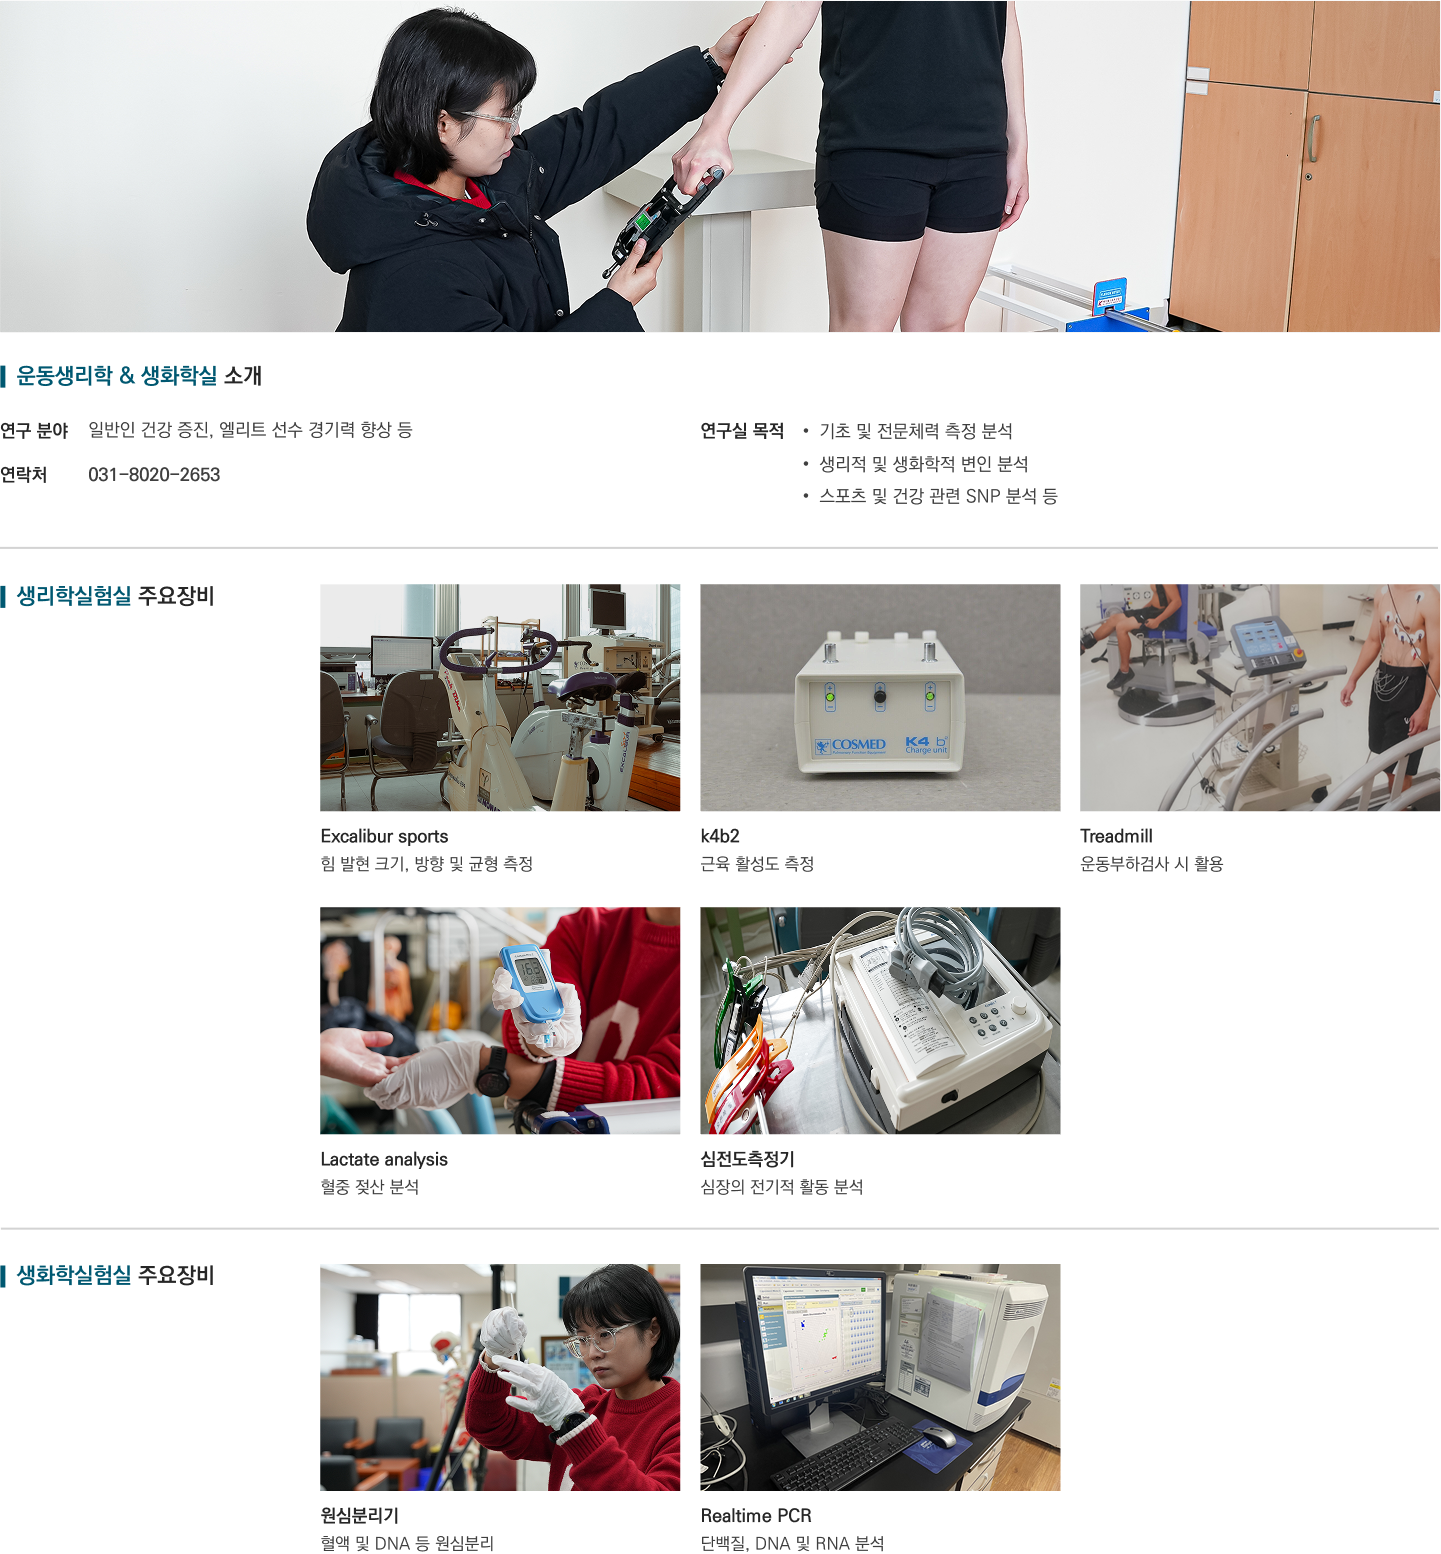 운동생리학 & 생화학실 소개
연구 분야 일반인 건강 증진, 엘리트 선수 경기력 향상 등
연락처 031-8020-2653
연구실 목적 • 기초 및 전문체력 측정 분석
• 생리적 및 생화학적 변인 분석
• 스포츠 및 건강 관련 SNP 분석 등
생리학실험실 주요장비
COSMED
K4 b²
Charge unit
EXCALIBUR
Excalibur sports
힘 발현 크기, 방향 및 균형 측정
k4b2
근육 활성도 측정
Treadmill
운동부하검사 시 활용
Lactate analysis
혈중 젖산 분석
심전도측정기
심장의 전기적 활동 분석
생화학실험실 주요장비
원심분리기
혈액 및 DNA 등 원심분리
Realtime PCR
단백질, DNA 및 RNA 분석